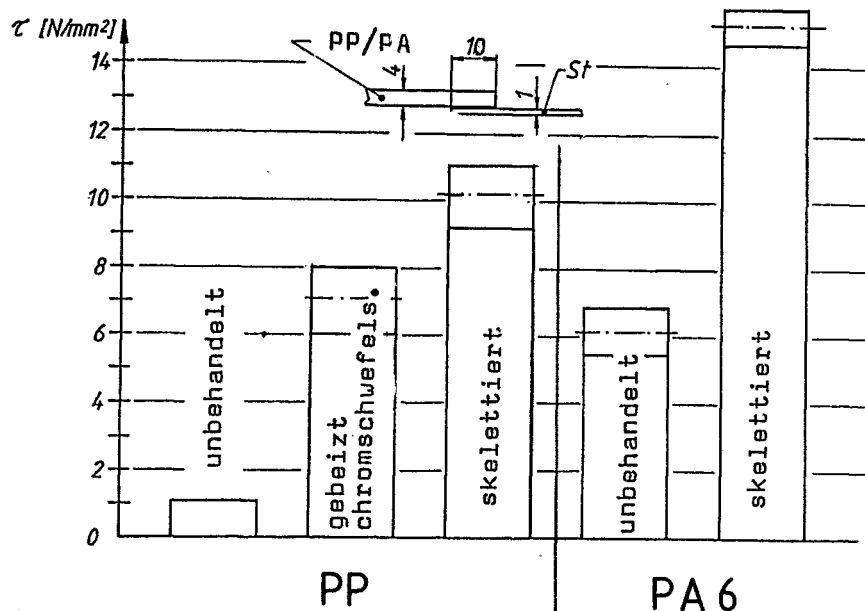 τ [N/mm²]
14
12
10
8
6
4
2
0
PP/PA
4
10
1
St
unbehandelt
gebeizt
chromschwefels.
skelettiert
unbehandelt
skelettiert
PP
PA 6